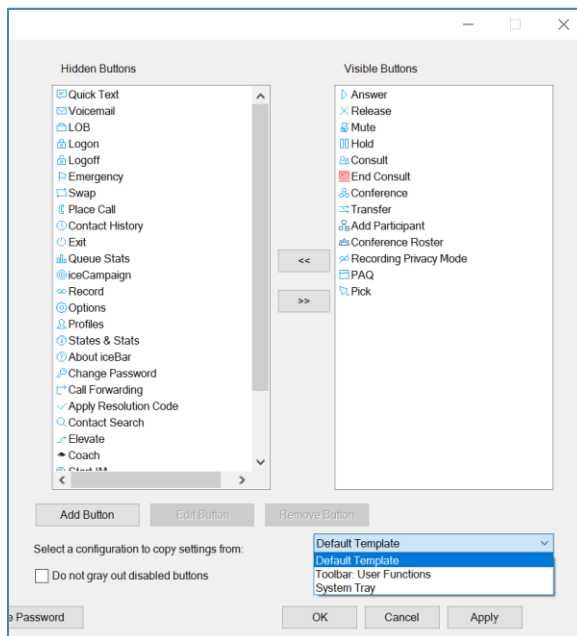 Hidden Buttons
Visible Buttons
Quick Text
Voicemail
LOB
Logon
Logoff
Emergency
Swap
Place Call
Contact History
Exit
Queue Stats
iceCampaign
Record
Options
Profiles
States & Stats
About iceBar
Change Password
Call Forwarding
Apply Resolution Code
Contact Search
Elevate
Coach
Start IM
<<
>>
Answer
Release
Mute
Hold
Consult
End Consult
Conference
Transfer
Add Participant
Conference Roster
Recording Privacy Mode
PAQ
Pick
Add Button
Edit Button
Remove Button
Select a configuration to copy settings from:
Default Template
Default Template
Toolbar: User Functions
System Tray
Do not gray out disabled buttons
e Password
OK
Cancel
Apply